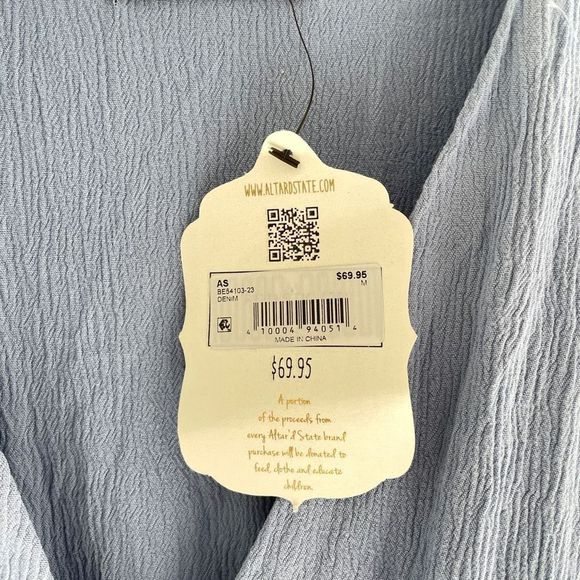 WWW.ALTARDSTATE.COM
AS $69.95
BE54103-23 M
DENIM
4 10004 94051 4
MADE IN CHINA
$69.95
A portion
of the proceeds from
every Altar'd State brand
purchase will be donated to
feed, clothe and educate
children.